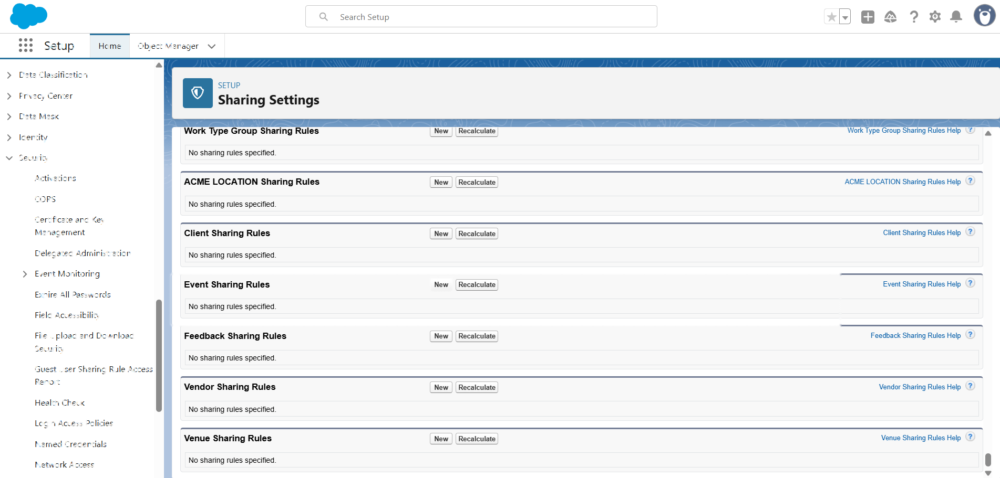 Search Setup
Setup
Home
Object Manager
Data Classification
Privacy Center
Data Mask
Identity
Security
Activations
CORS
Certificate and Key
Management
Delegated Administration
Event Monitoring
Expire All Passwords
Field Accessibility
File Upload and Download
Security
Guest User Sharing Rule Access
Report
Health Check
Login Access Policies
Named Credentials
Network Access
SETUP
Sharing Settings
Work Type Group Sharing Rules New Recalculate Work Type Group Sharing Rules Help ?
No sharing rules specified.
ACME LOCATION Sharing Rules New Recalculate ACME LOCATION Sharing Rules Help ?
No sharing rules specified.
Client Sharing Rules New Recalculate Client Sharing Rules Help ?
No sharing rules specified.
Event Sharing Rules New Recalculate Event Sharing Rules Help ?
No sharing rules specified.
Feedback Sharing Rules New Recalculate Feedback Sharing Rules Help ?
No sharing rules specified.
Vendor Sharing Rules New Recalculate Vendor Sharing Rules Help ?
No sharing rules specified.
Venue Sharing Rules New Recalculate Venue Sharing Rules Help ?
No sharing rules specified.